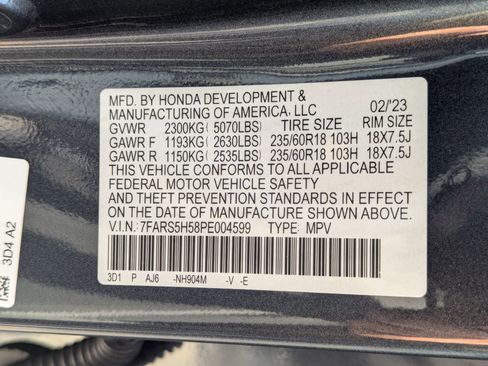 MFD. BY HONDA DEVELOPMENT &
MANUFACTURING OF AMERICA, LLC 02/'23
GVWR 2300KG ( 5070LBS) TIRE SIZE RIM SIZE
GAWR F 1193KG ( 2630LBS) 235/60R18 103H 18X7.5J
GAWR R 1150KG ( 2535LBS) 235/60R18 103H 18X7.5J
THIS VEHICLE CONFORMS TO ALL APPLICABLE
FEDERAL MOTOR VEHICLE SAFETY
AND THEFT PREVENTION STANDARDS IN EFFECT
ON THE DATE OF MANUFACTURE SHOWN ABOVE.
V.I.N: 7FARS5H58PE004599 TYPE: MPV
3D1 P AJ6 -NH904M -V -E
3D4 A2